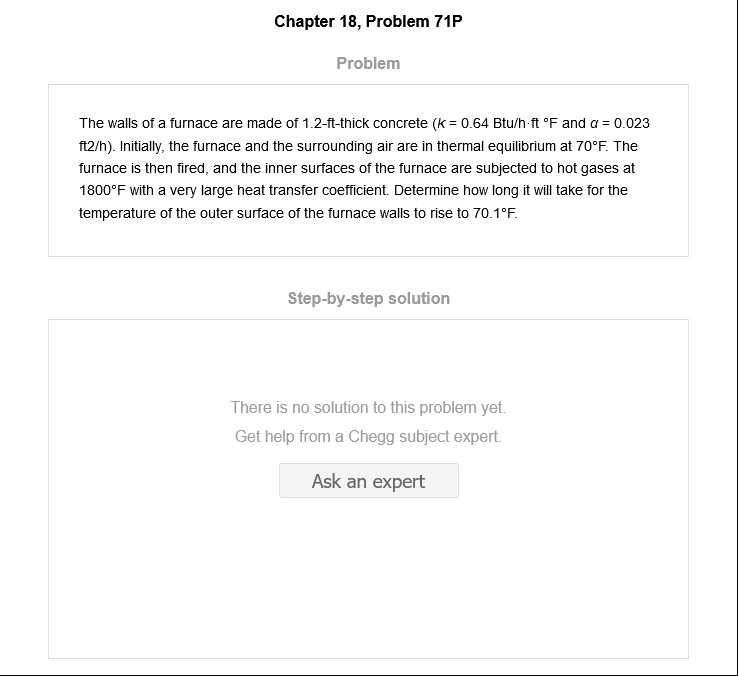 Chapter 18, Problem 71P
Problem
The walls of a furnace are made of 1.2-ft-thick concrete (k = 0.64 Btu/h·ft °F and α = 0.023
ft2/h). Initially, the furnace and the surrounding air are in thermal equilibrium at 70°F. The
furnace is then fired, and the inner surfaces of the furnace are subjected to hot gases at
1800°F with a very large heat transfer coefficient. Determine how long it will take for the
temperature of the outer surface of the furnace walls to rise to 70.1°F.
Step-by-step solution
There is no solution to this problem yet.
Get help from a Chegg subject expert.
Ask an expert